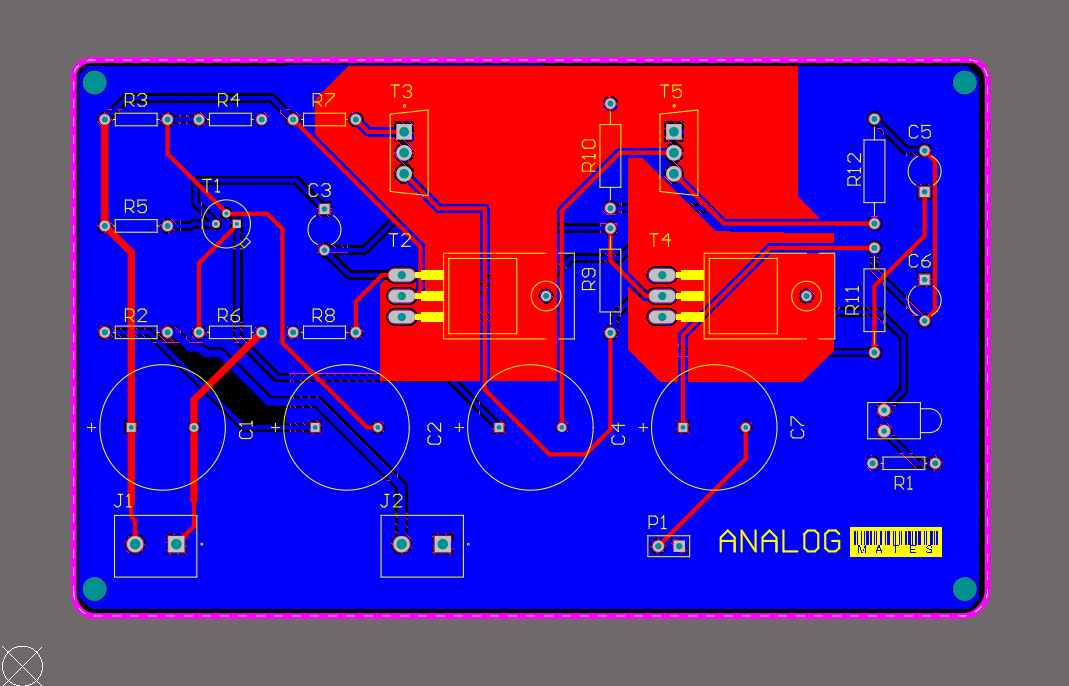 T3
T5
R3
R4
R7
C5
R10
R12
T1
C3
R5
T2
T4
C6
R9
R11
R2
R6
R8
+
C1
+
C2
+
C4
+
C7
R1
J1
J2
P1
ANALOG
MATES